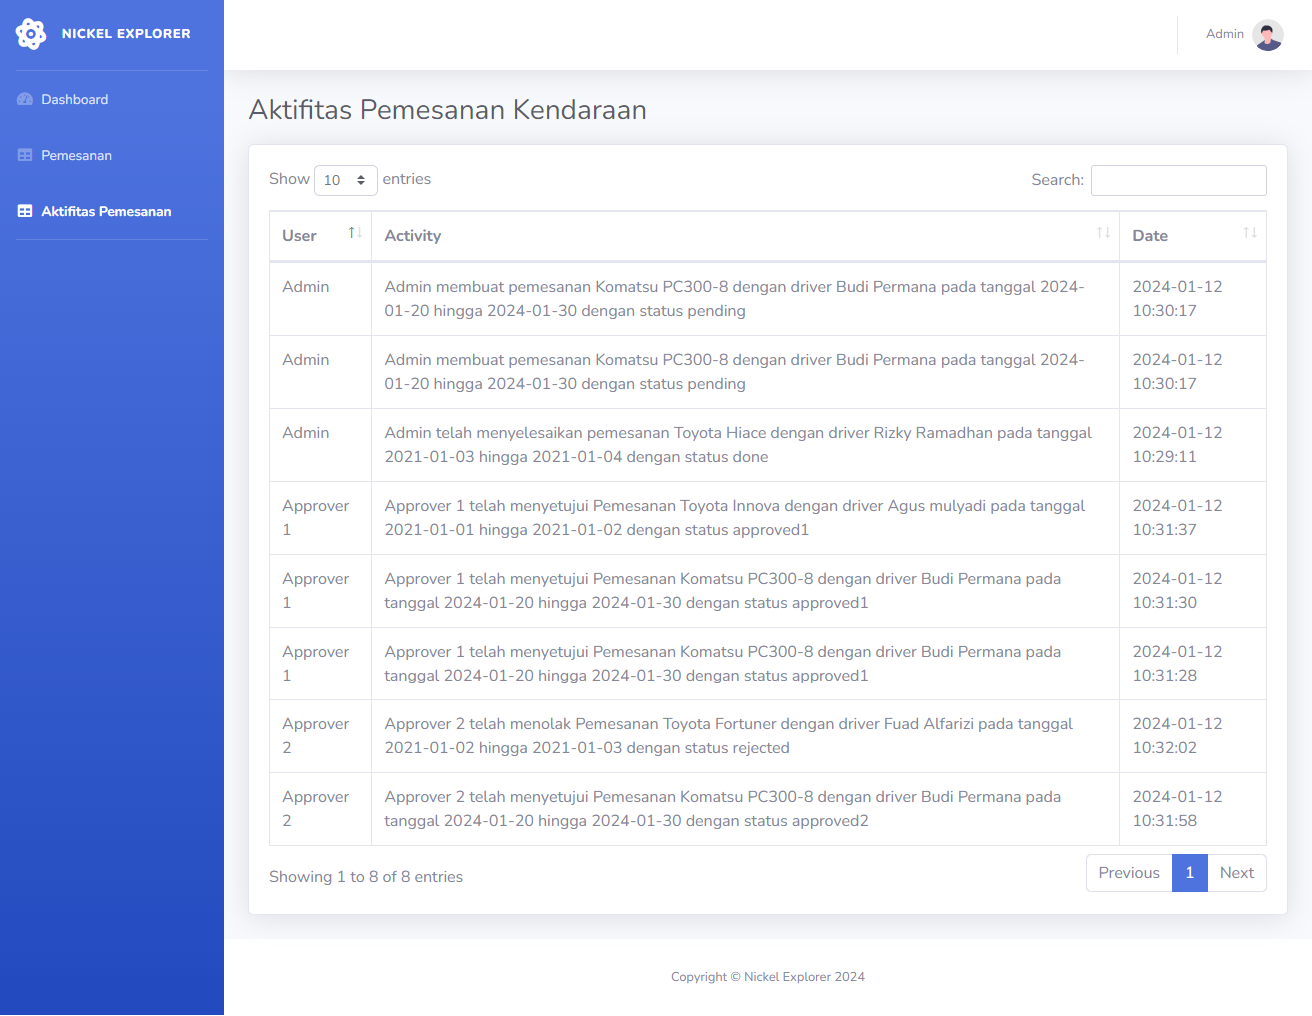 NICKEL EXPLORER
Admin
Dashboard
Pemesanan
Aktifitas Pemesanan
Aktifitas Pemesanan Kendaraan
Show 10 entries
Search:
User Activity Date
Admin Admin membuat pemesanan Komatsu PC300-8 dengan driver Budi Permana pada tanggal 2024- 2024-01-12
01-20 hingga 2024-01-30 dengan status pending 10:30:17
Admin Admin membuat pemesanan Komatsu PC300-8 dengan driver Budi Permana pada tanggal 2024- 2024-01-12
01-20 hingga 2024-01-30 dengan status pending 10:30:17
Admin Admin telah menyelesaikan pemesanan Toyota Hiace dengan driver Rizky Ramadhan pada tanggal 2024-01-12
2021-01-03 hingga 2021-01-04 dengan status done 10:29:11
Approver Approver 1 telah menyetujui Pemesanan Toyota Innova dengan driver Agus mulyadi pada tanggal 2024-01-12
1 2021-01-01 hingga 2021-01-02 dengan status approved1 10:31:37
Approver Approver 1 telah menyetujui Pemesanan Komatsu PC300-8 dengan driver Budi Permana pada 2024-01-12
1 tanggal 2024-01-20 hingga 2024-01-30 dengan status approved1 10:31:30
Approver Approver 1 telah menyetujui Pemesanan Komatsu PC300-8 dengan driver Budi Permana pada 2024-01-12
1 tanggal 2024-01-20 hingga 2024-01-30 dengan status approved1 10:31:28
Approver Approver 2 telah menolak Pemesanan Toyota Fortuner dengan driver Fuad Alfarizi pada tanggal 2024-01-12
2 2021-01-02 hingga 2021-01-03 dengan status rejected 10:32:02
Approver Approver 2 telah menyetujui Pemesanan Komatsu PC300-8 dengan driver Budi Permana pada 2024-01-12
2 tanggal 2024-01-20 hingga 2024-01-30 dengan status approved2 10:31:58
Showing 1 to 8 of 8 entries
Previous 1 Next
Copyright © Nickel Explorer 2024